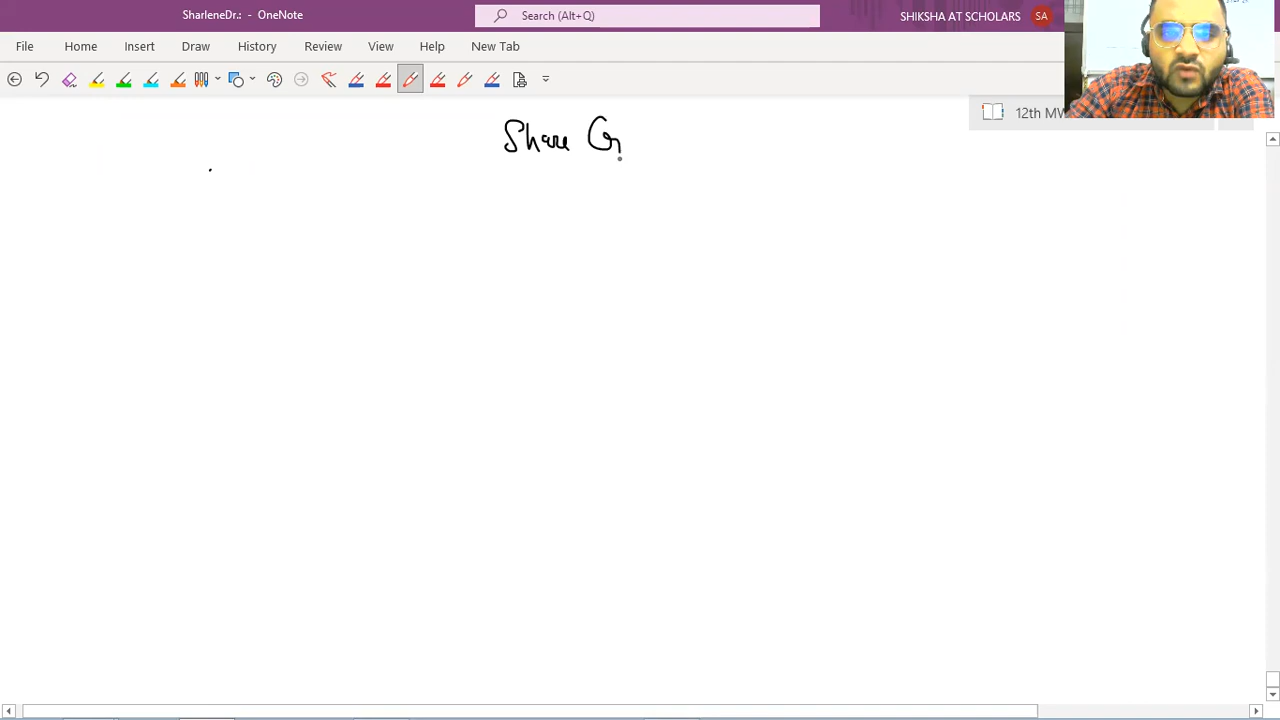 SharleneDr.: - OneNote
Search (Alt+Q)
SHIKSHA AT SCHOLARS SA
File Home Insert Draw History Review View Help New Tab
12th MW
Share